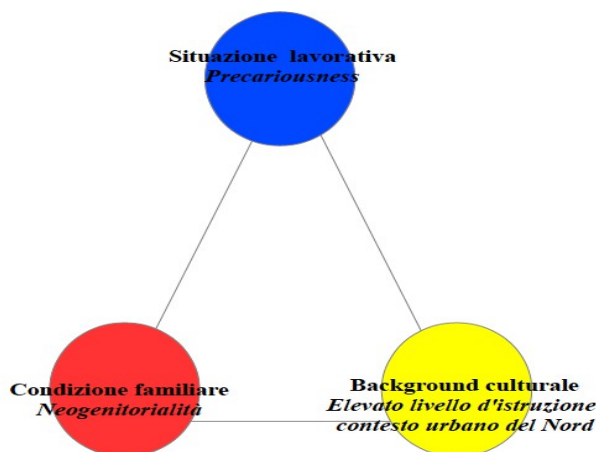 Situazione lavorativa
Precariousness
Condizione familiare
Neogenitorialità
Background culturale
Elevato livello d'istruzione
contesto urbano del Nord